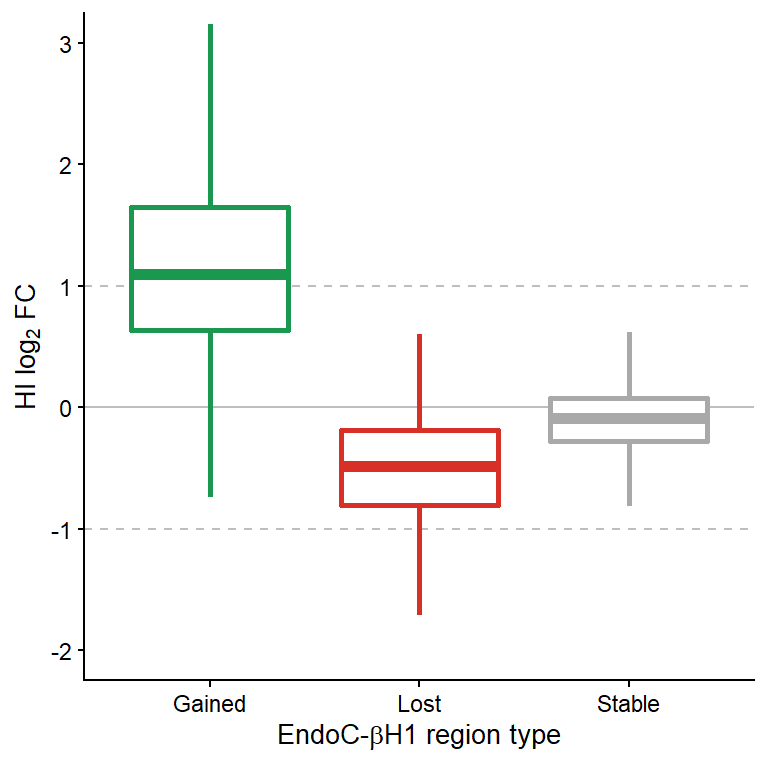 HI log₂ FC
3
2
1
0
-1
-2
Gained Lost Stable
EndoC-βH1 region type